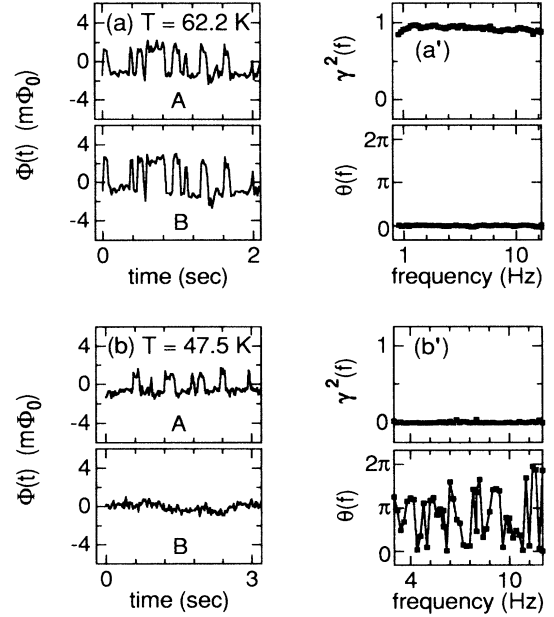 (a) T = 62.2 K
Φ(t) (mΦ₀)
4
0
-4
A
Φ(t) (mΦ₀)
4
0
-4
B
0 2
time (sec)
(a')
γ²(f)
1
0
θ(f)
2π
π
0
1 10
frequency (Hz)
(b) T = 47.5 K
Φ(t) (mΦ₀)
4
0
-4
A
4
0
-4
B
0 3
time (sec)
(b')
γ²(f)
1
0
θ(f)
2π
π
0
4 10
frequency (Hz)